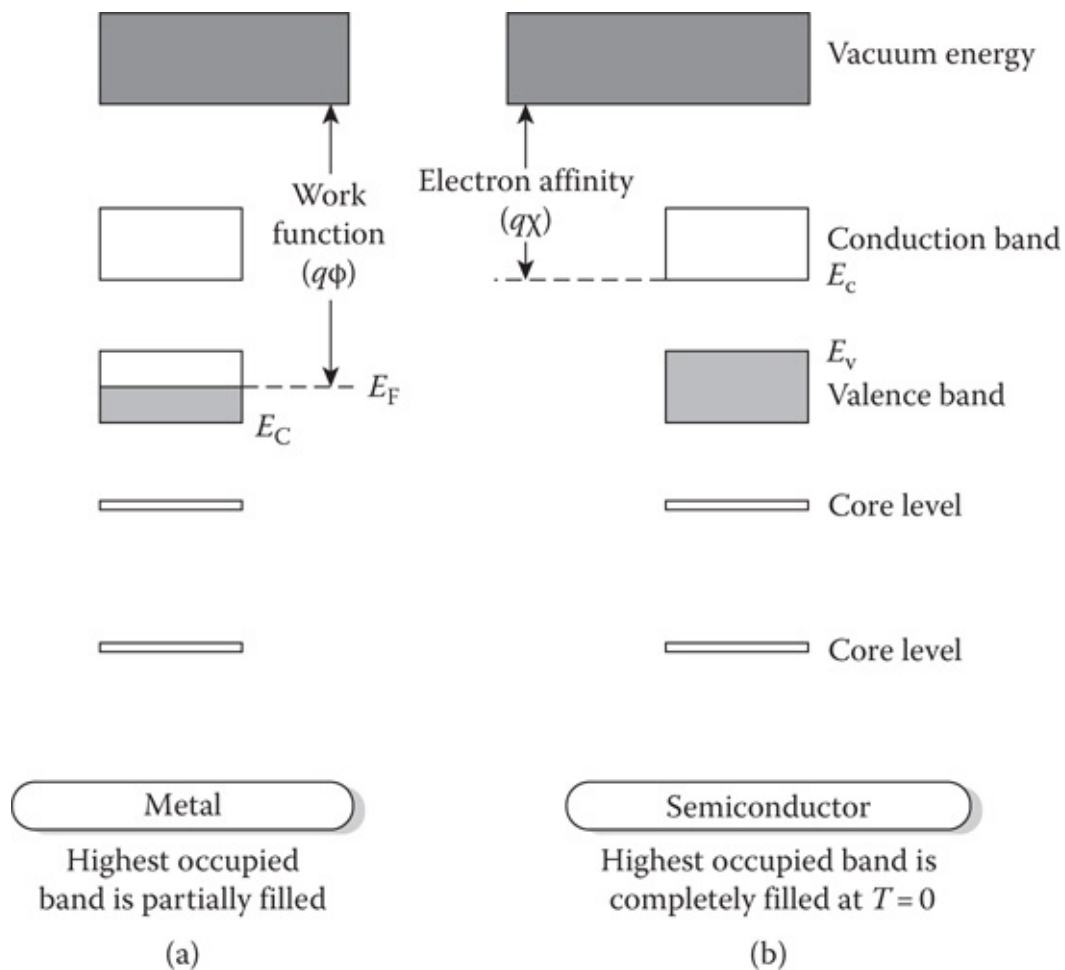 Vacuum energy
Work
function
(qϕ)
Electron affinity
(qχ)
Conduction band
E_c
E_F
E_C
E_v
Valence band
Core level
Core level
Metal
Highest occupied
band is partially filled
(a)
Semiconductor
Highest occupied band is
completely filled at T = 0
(b)